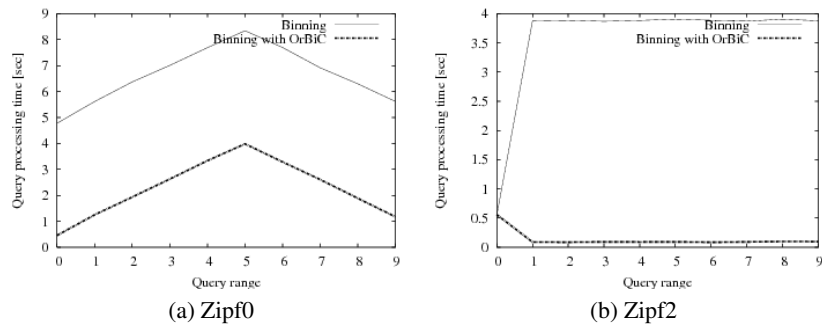 9
8
7
6
5
4
3
2
1
0
Query processing time [sec]
Binning
Binning with OrBiC
0 1 2 3 4 5 6 7 8 9
Query range
(a) Zipf0
4
3.5
3
2.5
2
1.5
1
0.5
0
Query processing time [sec]
Binning
Binning with OrBiC
0 1 2 3 4 5 6 7 8 9
Query range
(b) Zipf2